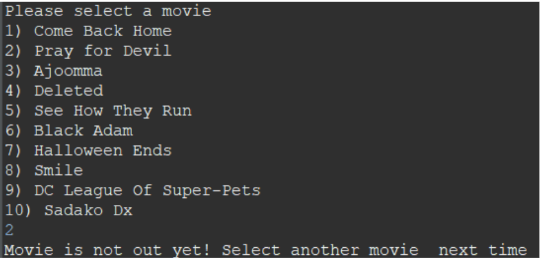 Please select a movie
1) Come Back Home
2) Pray for Devil
3) Ajoomma
4) Deleted
5) See How They Run
6) Black Adam
7) Halloween Ends
8) Smile
9) DC League Of Super-Pets
10) Sadako Dx
2
Movie is not out yet! Select another movie  next time